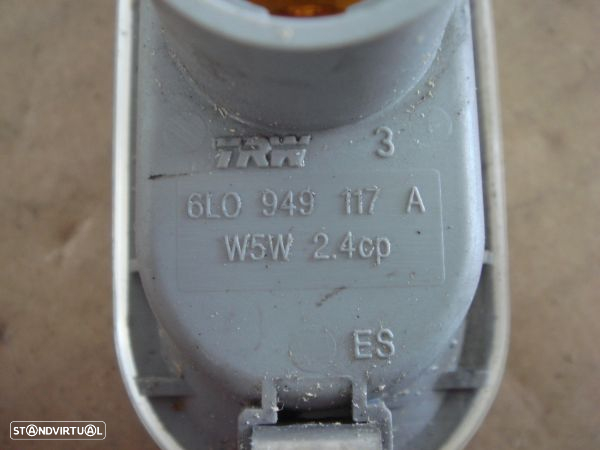 TRW 3
6L0 949 117 A
W5W 2.4cp
ES
STANDVIRTUAL